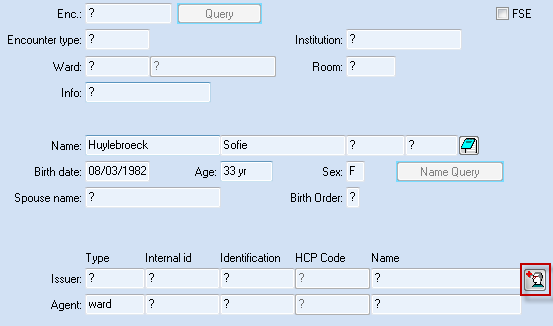 Enc.: ? Query FSE
Encounter type: ? Institution: ?
Ward: ? ? Room: ?
Info: ?
Name: Huylebroeck Sofie ? ?
Birth date: 08/03/1982 Age: 33 yr Sex: F Name Query
Spouse name: ? Birth Order: ?
Type Internal id Identification HCP Code Name
Issuer: ? ? ? ? ?
Agent: ward ? ? ? ?